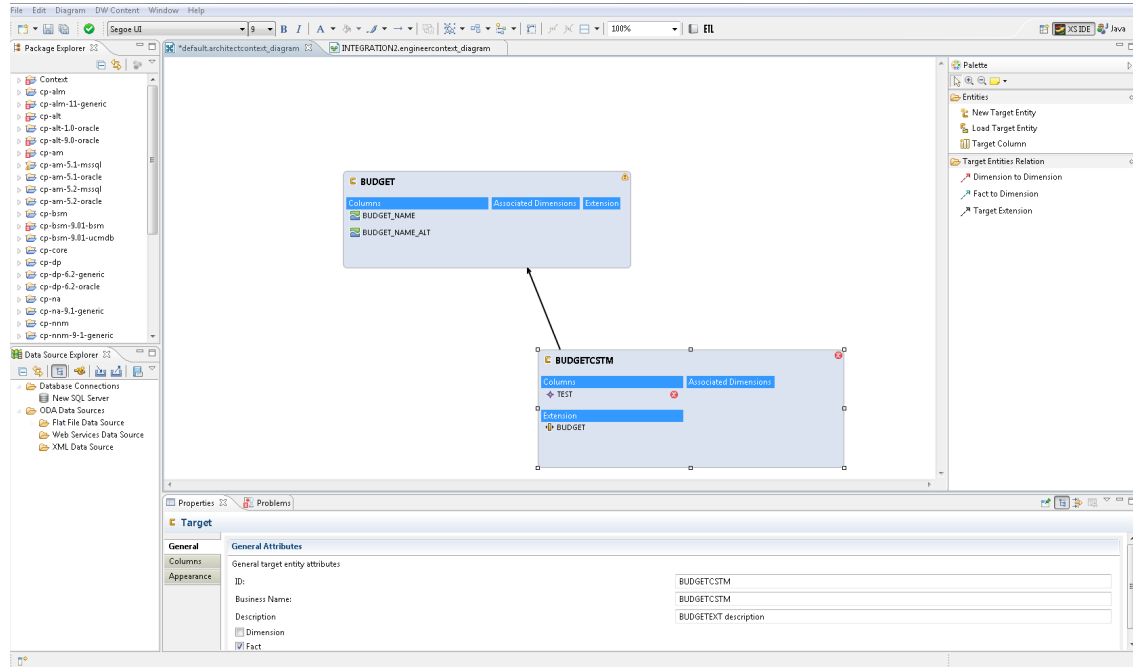 File Edit Diagram DW Content Window Help
Segoe UI 9 B I A 100% ETL XS IDE Java
Package Explorer
*default.architectcontext_diagram INTEGRATION2.engineercontext_diagram
Context
cp-alm
cp-alm-11-generic
cp-alt
cp-alt-1.0-oracle
cp-alt-9.0-oracle
cp-am
cp-am-5.1-mssql
cp-am-5.1-oracle
cp-am-5.2-mssql
cp-am-5.2-oracle
cp-bsm
cp-bsm-9.01-bsm
cp-bsm-9.01-ucmdb
cp-core
cp-dp
cp-dp-6.2-generic
cp-dp-6.2-oracle
cp-na
cp-na-9.1-generic
cp-nnm
cp-nnm-9-1-generic
Data Source Explorer
Database Connections
New SQL Server
ODA Data Sources
Flat File Data Source
Web Services Data Source
XML Data Source
BUDGET
Columns Associated Dimensions Extension
BUDGET_NAME
BUDGET_NAME_ALT
BUDGETCSTM
Columns Associated Dimensions
TEST
Extension
BUDGET
Palette
Entities
New Target Entity
Load Target Entity
Target Column
Target Entities Relation
Dimension to Dimension
Fact to Dimension
Target Extension
Properties Problems
Target
General
Columns
Appearance
General Attributes
General target entity attributes
ID: BUDGETCSTM
Business Name: BUDGETCSTM
Description BUDGETEXT description
Dimension
Fact